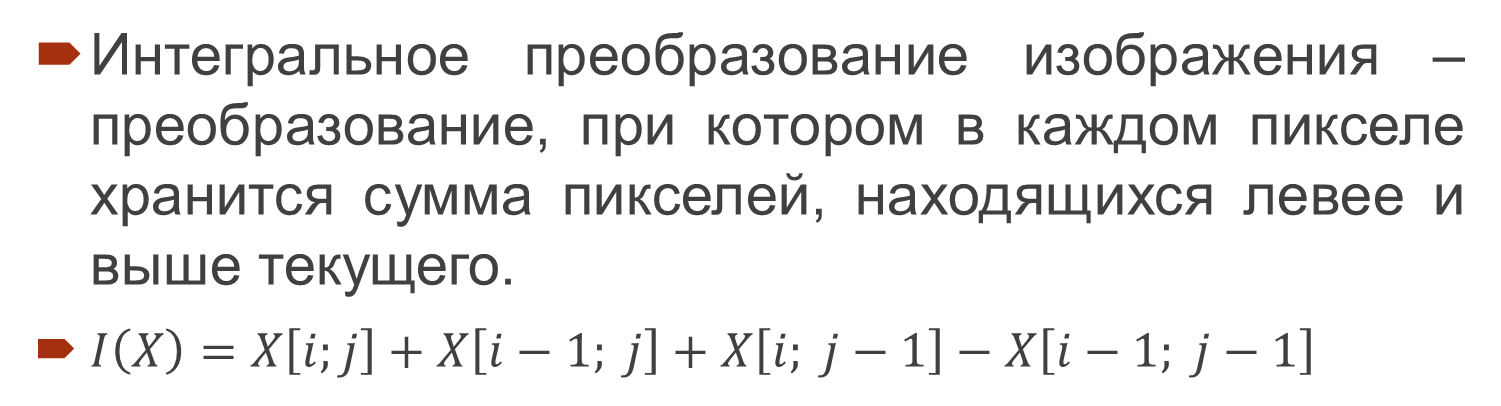 Интегральное преобразование изображения –
преобразование, при котором в каждом пикселе
хранится сумма пикселей, находящихся левее и
выше текущего.
I(X) = X[i; j] + X[i − 1; j] + X[i; j − 1] − X[i − 1; j − 1]